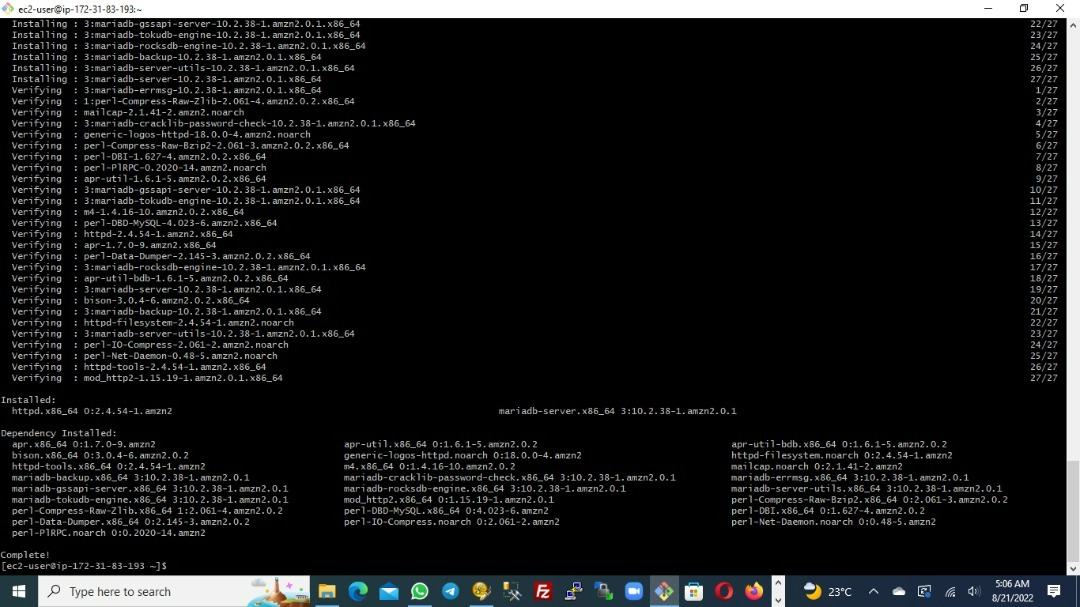 ec2-user@ip-172-31-83-193:~
Installing : 3:mariadb-gssapi-server-10.2.38-1.amzn2.0.1.x86_64 22/27
Installing : 3:mariadb-tokudb-engine-10.2.38-1.amzn2.0.1.x86_64 23/27
Installing : 3:mariadb-rocksdb-engine-10.2.38-1.amzn2.0.1.x86_64 24/27
Installing : 3:mariadb-backup-10.2.38-1.amzn2.0.1.x86_64 25/27
Installing : 3:mariadb-server-utils-10.2.38-1.amzn2.0.1.x86_64 26/27
Installing : 3:mariadb-server-10.2.38-1.amzn2.0.1.x86_64 27/27
Verifying : 3:mariadb-errmsg-10.2.38-1.amzn2.0.1.x86_64 1/27
Verifying : 1:perl-Compress-Raw-Zlib-2.061-4.amzn2.0.2.x86_64 2/27
Verifying : mailcap-2.1.41-2.amzn2.noarch 3/27
Verifying : 3:mariadb-cracklib-password-check-10.2.38-1.amzn2.0.1.x86_64 4/27
Verifying : generic-logos-httpd-18.0.0-4.amzn2.noarch 5/27
Verifying : perl-Compress-Raw-Bzip2-2.061-3.amzn2.0.2.x86_64 6/27
Verifying : perl-DBI-1.627-4.amzn2.0.2.x86_64 7/27
Verifying : perl-PlRPC-0.2020-14.amzn2.noarch 8/27
Verifying : apr-util-1.6.1-5.amzn2.0.2.x86_64 9/27
Verifying : 3:mariadb-gssapi-server-10.2.38-1.amzn2.0.1.x86_64 10/27
Verifying : 3:mariadb-tokudb-engine-10.2.38-1.amzn2.0.1.x86_64 11/27
Verifying : m4-1.4.16-10.amzn2.0.2.x86_64 12/27
Verifying : perl-DBD-MySQL-4.023-6.amzn2.x86_64 13/27
Verifying : httpd-2.4.54-1.amzn2.x86_64 14/27
Verifying : apr-1.7.0-9.amzn2.x86_64 15/27
Verifying : perl-Data-Dumper-2.145-3.amzn2.0.2.x86_64 16/27
Verifying : 3:mariadb-rocksdb-engine-10.2.38-1.amzn2.0.1.x86_64 17/27
Verifying : apr-util-bdb-1.6.1-5.amzn2.0.2.x86_64 18/27
Verifying : 3:mariadb-server-10.2.38-1.amzn2.0.1.x86_64 19/27
Verifying : bison-3.0.4-6.amzn2.0.2.x86_64 20/27
Verifying : 3:mariadb-backup-10.2.38-1.amzn2.0.1.x86_64 21/27
Verifying : httpd-filesystem-2.4.54-1.amzn2.noarch 22/27
Verifying : 3:mariadb-server-utils-10.2.38-1.amzn2.0.1.x86_64 23/27
Verifying : perl-IO-Compress-2.061-2.amzn2.noarch 24/27
Verifying : perl-Net-Daemon-0.48-5.amzn2.noarch 25/27
Verifying : httpd-tools-2.4.54-1.amzn2.x86_64 26/27
Verifying : mod_http2-1.15.19-1.amzn2.0.1.x86_64 27/27
Installed:
httpd.x86_64 0:2.4.54-1.amzn2 mariadb-server.x86_64 3:10.2.38-1.amzn2.0.1
Dependency Installed:
apr.x86_64 0:1.7.0-9.amzn2 apr-util.x86_64 0:1.6.1-5.amzn2.0.2 apr-util-bdb.x86_64 0:1.6.1-5.amzn2.0.2
bison.x86_64 0:3.0.4-6.amzn2.0.2 generic-logos-httpd.noarch 0:18.0.0-4.amzn2 httpd-filesystem.noarch 0:2.4.54-1.amzn2
httpd-tools.x86_64 0:2.4.54-1.amzn2 m4.x86_64 0:1.4.16-10.amzn2.0.2 mailcap.noarch 0:2.1.41-2.amzn2
mariadb-backup.x86_64 3:10.2.38-1.amzn2.0.1 mariadb-cracklib-password-check.x86_64 3:10.2.38-1.amzn2.0.1 mariadb-errmsg.x86_64 3:10.2.38-1.amzn2.0.1
mariadb-gssapi-server.x86_64 3:10.2.38-1.amzn2.0.1 mariadb-rocksdb-engine.x86_64 3:10.2.38-1.amzn2.0.1 mariadb-server-utils.x86_64 3:10.2.38-1.amzn2.0.1
mariadb-tokudb-engine.x86_64 3:10.2.38-1.amzn2.0.1 mod_http2.x86_64 0:1.15.19-1.amzn2.0.1 perl-Compress-Raw-Bzip2.x86_64 0:2.061-3.amzn2.0.2
perl-Compress-Raw-Zlib.x86_64 1:2.061-4.amzn2.0.2 perl-DBD-MySQL.x86_64 0:4.023-6.amzn2 perl-DBI.x86_64 0:1.627-4.amzn2.0.2
perl-Data-Dumper.x86_64 0:2.145-3.amzn2.0.2 perl-IO-Compress.noarch 0:2.061-2.amzn2 perl-Net-Daemon.noarch 0:0.48-5.amzn2
perl-PlRPC.noarch 0:0.2020-14.amzn2
Complete!
[ec2-user@ip-172-31-83-193 ~]$
Type here to search
23°C
5:06 AM
8/21/2022